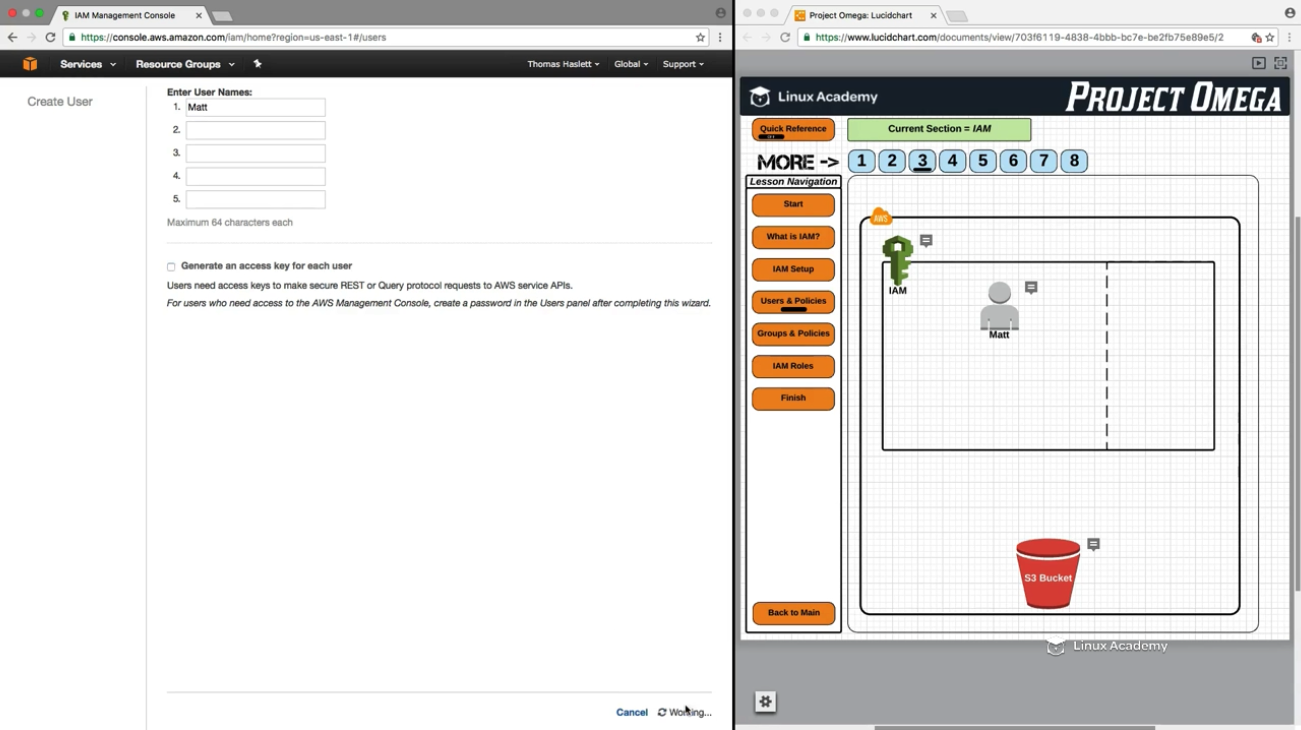 IAM Management Console
https://console.aws.amazon.com/iam/home?region=us-east-1#/users
Services
Resource Groups
Thomas Haslett
Global
Support
Create User
Enter User Names:
1. Matt
2.
3.
4.
5.
Maximum 64 characters each
Generate an access key for each user
Users need access keys to make secure REST or Query protocol requests to AWS service APIs.
For users who need access to the AWS Management Console, create a password in the Users panel after completing this wizard.
Cancel
Working...
Project Omega: Lucidchart
https://www.lucidchart.com/documents/view/703f6119-4838-4bbb-bc7e-be2fb75e89e5/2
Linux Academy
PROJECT OMEGA
Quick Reference
Current Section = IAM
MORE -> 1 2 3 4 5 6 7 8
Lesson Navigation
Start
What is IAM?
IAM Setup
Users & Policies
Groups & Policies
IAM Roles
Finish
Back to Main
AWS
IAM
Matt
S3 Bucket
Linux Academy